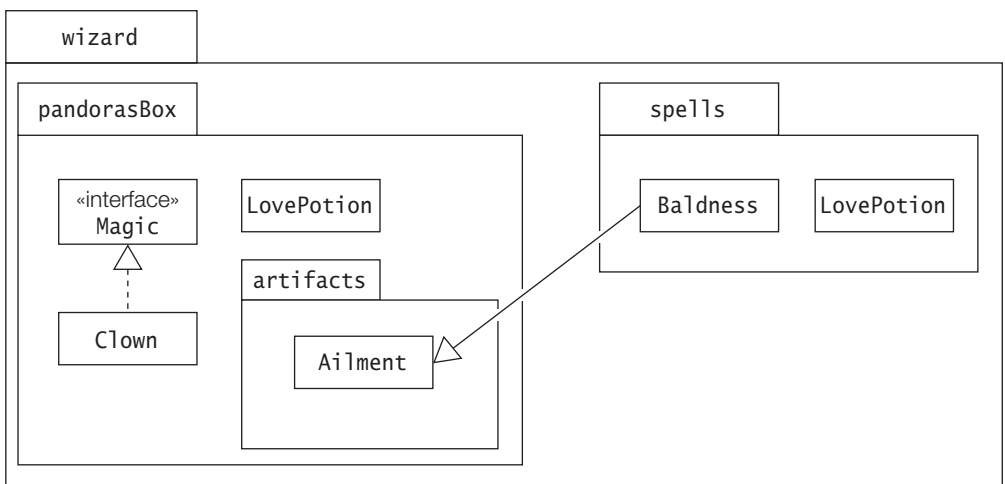 wizard
pandorasBox
spells
«interface»
Magic
LovePotion
Baldness
LovePotion
artifacts
Clown
Ailment